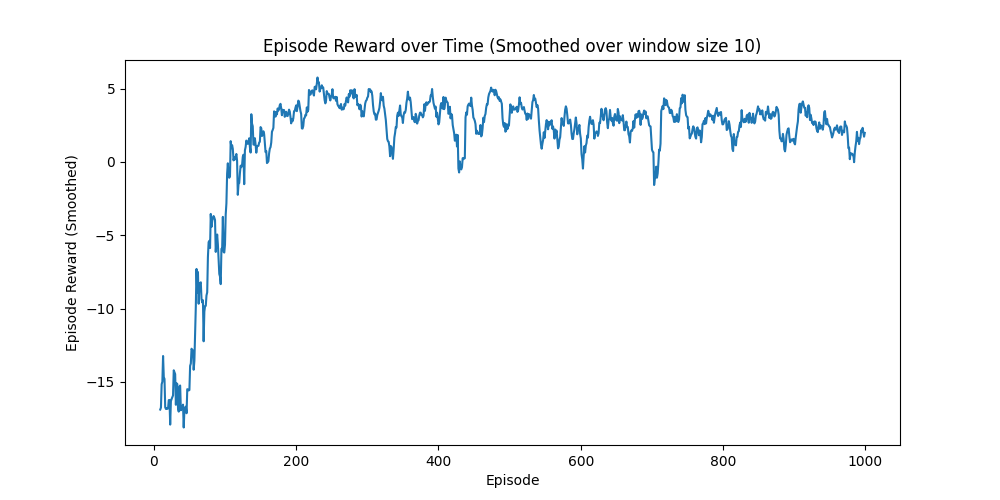 Episode Reward over Time (Smoothed over window size 10)
Episode Reward (Smoothed)
5
0
−5
−10
−15
0 200 400 600 800 1000
Episode